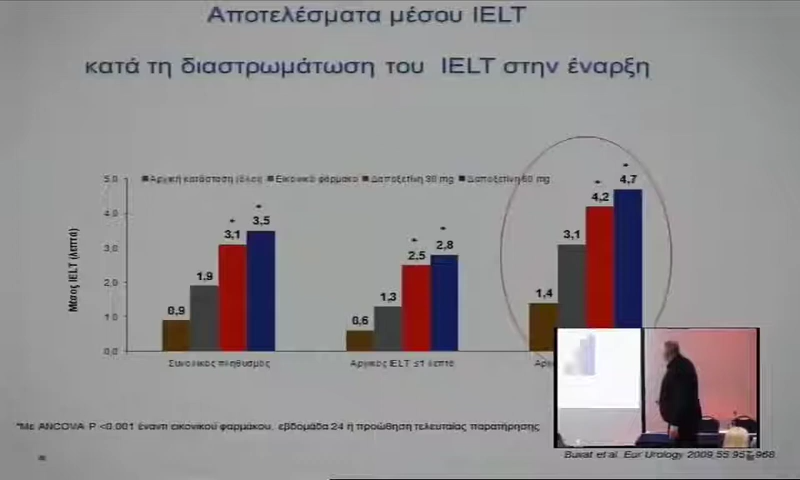 Αποτελέσματα μέσου IELT
κατά τη διαστρωμάτωση του IELT στην έναρξη
Αρχική κατάσταση (όλοι) Εικονικό φάρμακο Δαποξετίνη 30 mg Δαποξετίνη 60 mg
Μέσος IELT (λεπτά)
5,0
4,0
3,0
2,0
1,0
0,0
0,9
1,9
* 3,1
* 3,5
0,6
1,3
* 2,5
* 2,8
1,4
3,1
* 4,2
* 4,7
Συνολικός πληθυσμός
Αρχικός IELT ≤1 λεπτό
*Με ANCOVA P <0.001 έναντι εικονικού φαρμάκου, εβδομάδα 24 ή προώθηση τελευταίας παρατήρησης
Buvat et al. Eur Urology 2009,55 957-968